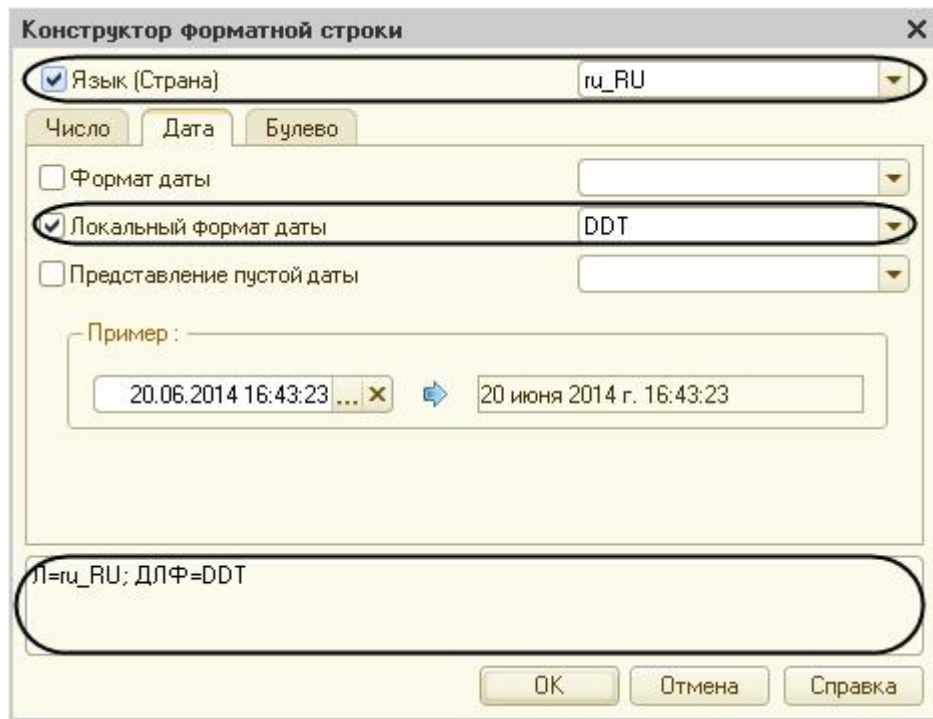 Конструктор форматной строки
Язык (Страна) ru_RU
Число Дата Булево
Формат даты
Локальный формат даты DDT
Представление пустой даты
Пример :
20.06.2014 16:43:23 ... 20 июня 2014 г. 16:43:23
Л=ru_RU; ДЛФ=DDT
ОК Отмена Справка